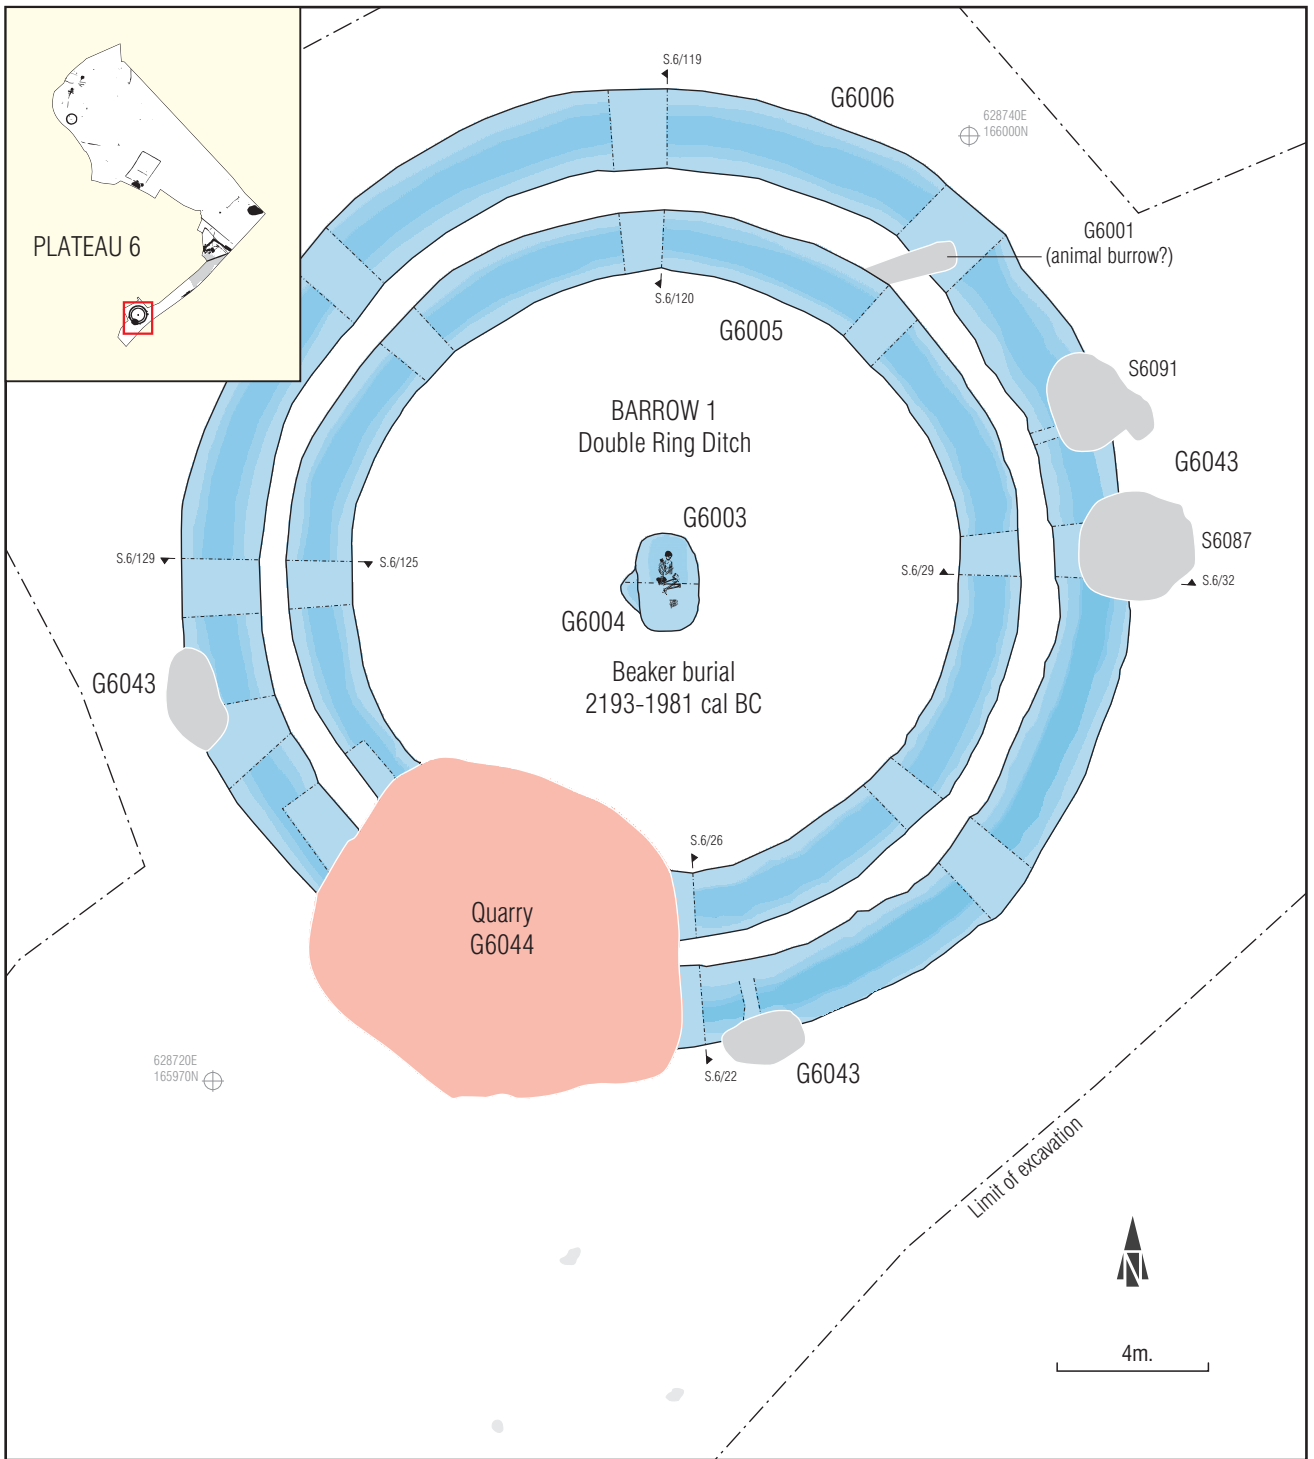 S.6/119
G6006
628740E
166000N
PLATEAU 6
G6001
(animal burrow?)
S.6/120
G6005
S6091
BARROW 1
Double Ring Ditch
G6043
G6003
S6087
S.6/129
S.6/125
S.6/29
S.6/32
G6004
G6043
Beaker burial
2193-1981 cal BC
S.6/26
Quarry
G6044
628720E
165970N
S.6/22
G6043
Limit of excavation
N
4m.